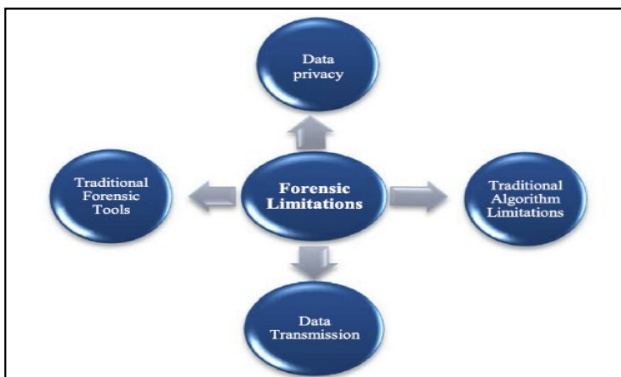 Data
privacy
Traditional
Forensic
Tools
Forensic
Limitations
Traditional
Algorithm
Limitations
Data
Transmission